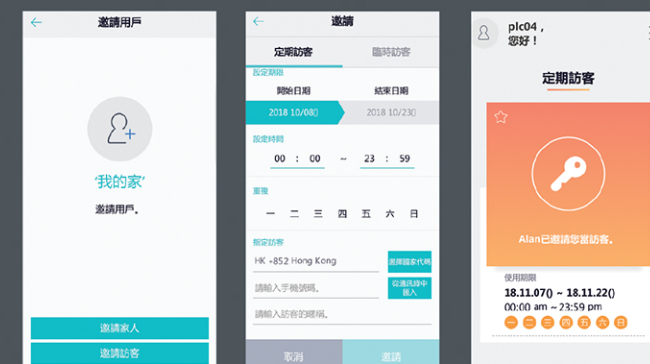 邀請用戶
‘我的家’
邀請用戶。
邀請家人
邀請訪客
邀請
定期訪客
臨時訪客
設定期限
開始日期 結束日期
2018 10/08() 2018 10/23()
設定時間
00 : 00 ~ 23 : 59
重複
一 二 三 四 五 六 日
指定訪客
HK +852 Hong Kong
選擇國家代碼
請輸入手機號碼。
從通訊錄中
匯入
請輸入訪客的暱稱。
取消 邀請
plc04，
您好！
定期訪客
Alan已邀請您當訪客。
使用期限
18.11.07() ~ 18.11.22()
00:00 am ~ 23:59 pm
一 二 三 四 五 六 日